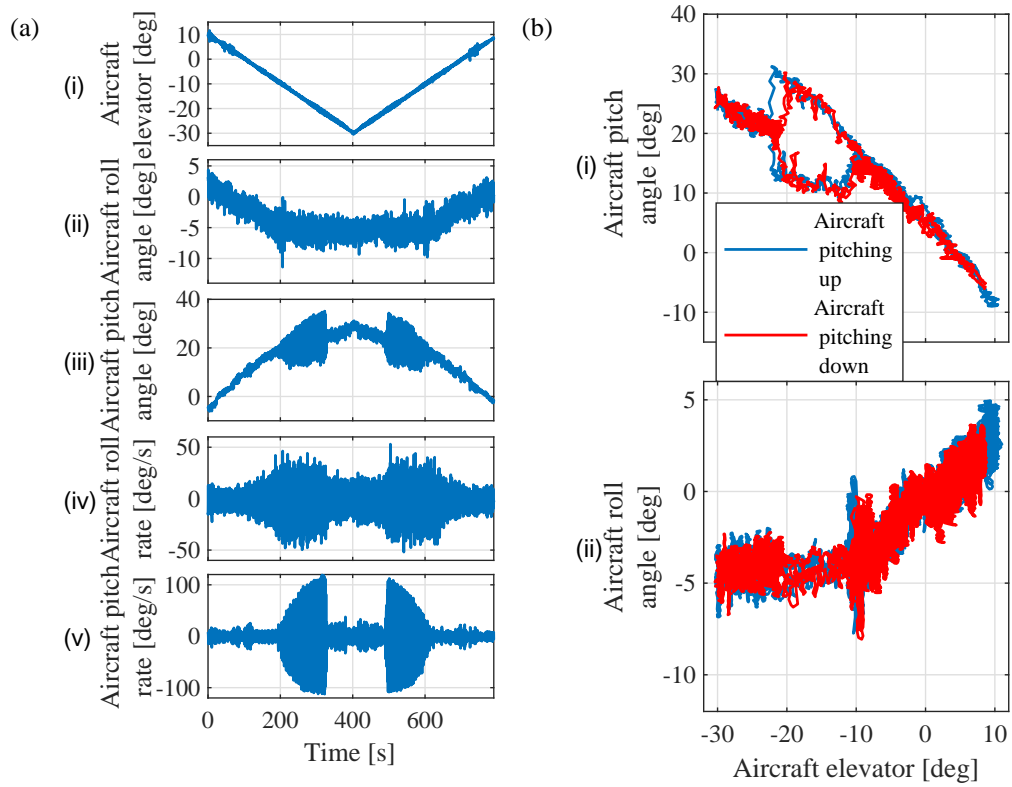 (a)
(i)
Aircraft
elevator [deg]
10
0
-10
-20
-30
(ii)
Aircraft roll
angle [deg]
5
0
-5
-10
(iii)
Aircraft pitch
angle [deg]
40
20
0
(iv)
Aircraft roll
rate [deg/s]
50
0
-50
(v)
Aircraft pitch
rate [deg/s]
100
0
-100
0 200 400 600
Time [s]
(b)
(i)
Aircraft pitch
angle [deg]
40
30
20
10
0
-10
Aircraft
pitching
up
Aircraft
pitching
down
(ii)
Aircraft roll
angle [deg]
5
0
-5
-10
-30 -20 -10 0 10
Aircraft elevator [deg]